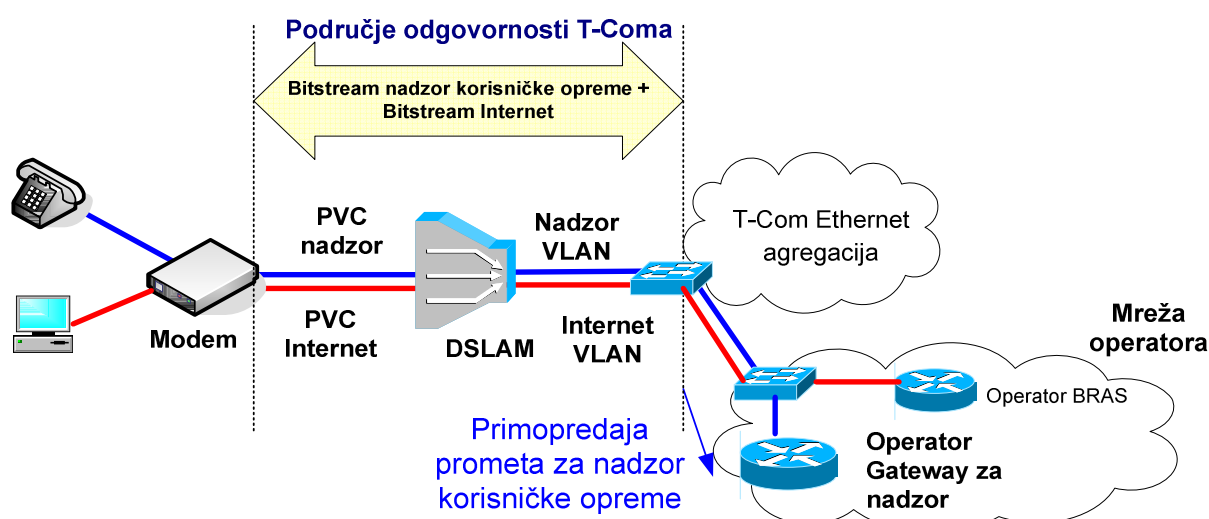 Područje odgovornosti T-Coma
Bitstream nadzor korisničke opreme +
Bitstream Internet
PVC
nadzor
Nadzor
VLAN
T-Com Ethernet
agregacija
Modem
PVC
Internet
DSLAM
Internet
VLAN
Mreža
operatora
Operator BRAS
Primopredaja
prometa za nadzor
korisničke opreme
Operator
Gateway za
nadzor